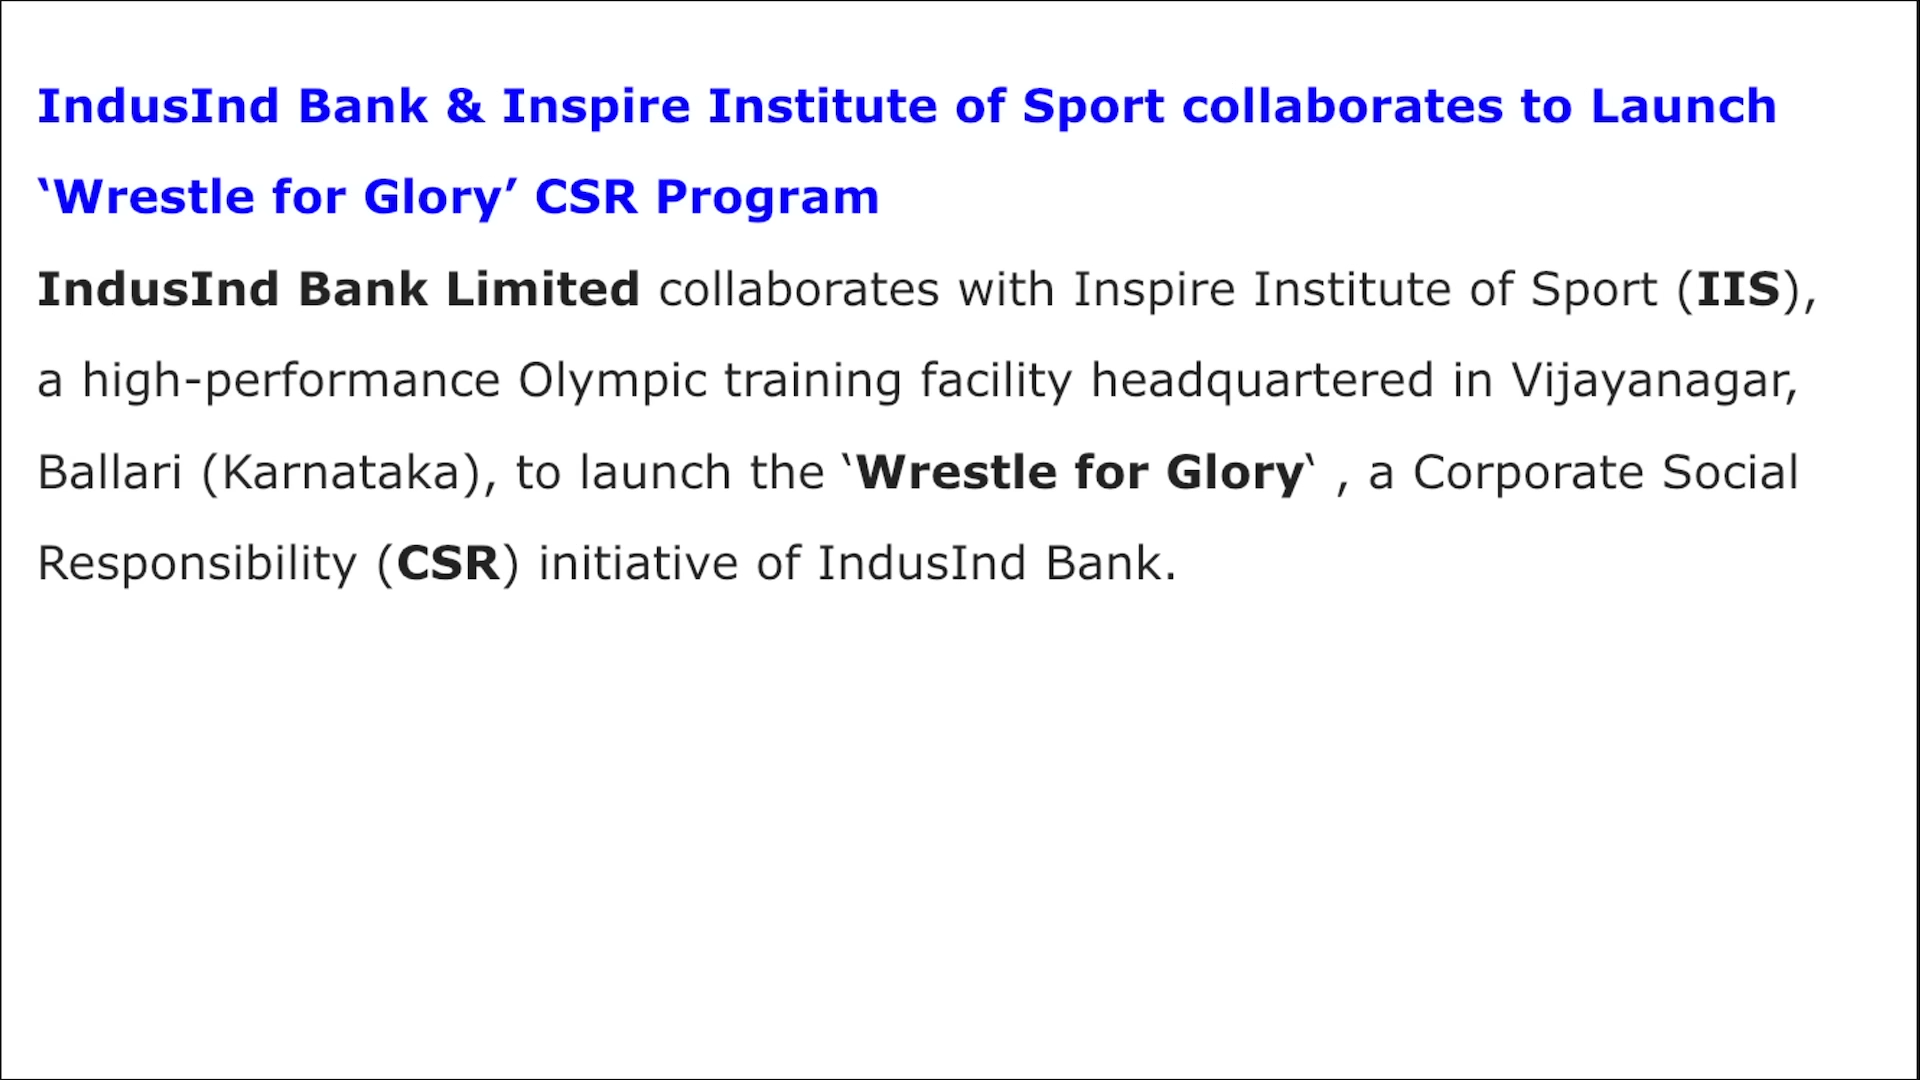 IndusInd Bank & Inspire Institute of Sport collaborates to Launch
‘Wrestle for Glory’ CSR Program
IndusInd Bank Limited collaborates with Inspire Institute of Sport (IIS),
a high-performance Olympic training facility headquartered in Vijayanagar,
Ballari (Karnataka), to launch the ‘Wrestle for Glory‘ , a Corporate Social
Responsibility (CSR) initiative of IndusInd Bank.